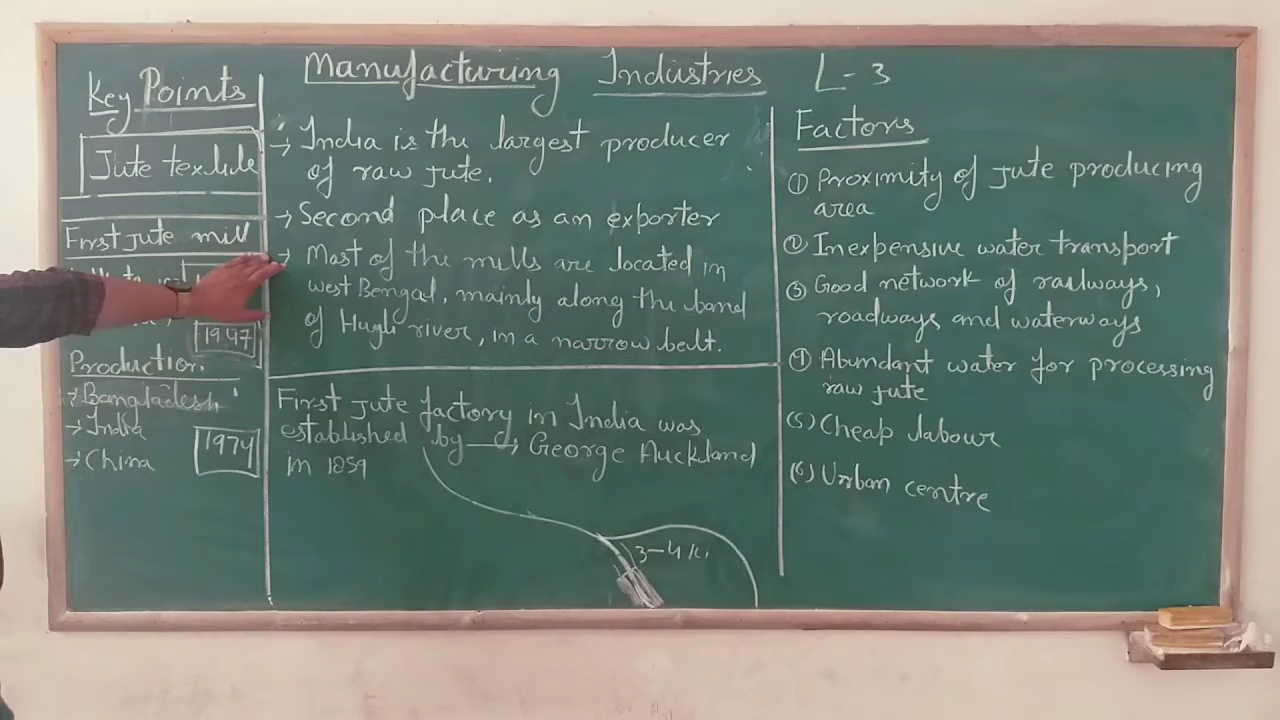 Manufacturing Industries L-3
Key Points
Jute textile
First Jute mill
1947
Production
→ Bangladesh
→ India
→ China
1974
→ India is the largest producer
of raw jute.
→ Second place as an exporter
→ Most of the mills are located in
west Bengal, mainly along the band
of Hugli river, in a narrow belt.
First Jute factory in India was
established by → George Auckland
in 1859
3-4 K.
Factors
① Proximity of Jute producing
area
② Inexpensive water transport
③ Good network of railways,
roadways and waterways
④ Abundant water for processing
raw jute
(5) Cheap labour
(6) Urban centre